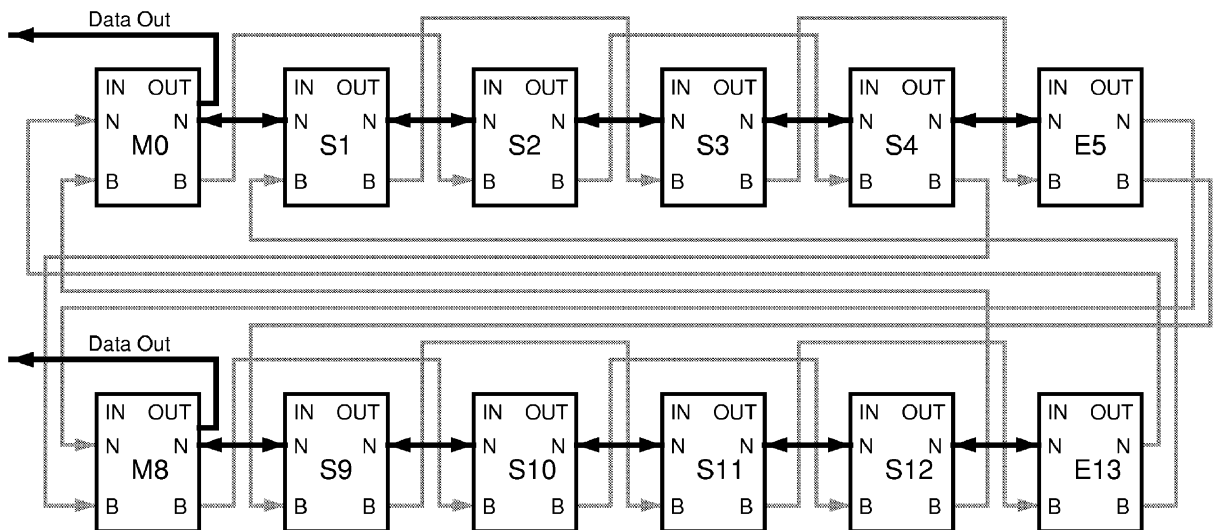 Data Out
IN OUT IN OUT IN OUT IN OUT IN OUT IN OUT
N N N N N N N N N N N N
M0 S1 S2 S3 S4 E5
B B B B B B B B B B B B
Data Out
IN OUT IN OUT IN OUT IN OUT IN OUT IN OUT
N N N N N N N N N N N N
M8 S9 S10 S11 S12 E13
B B B B B B B B B B B B